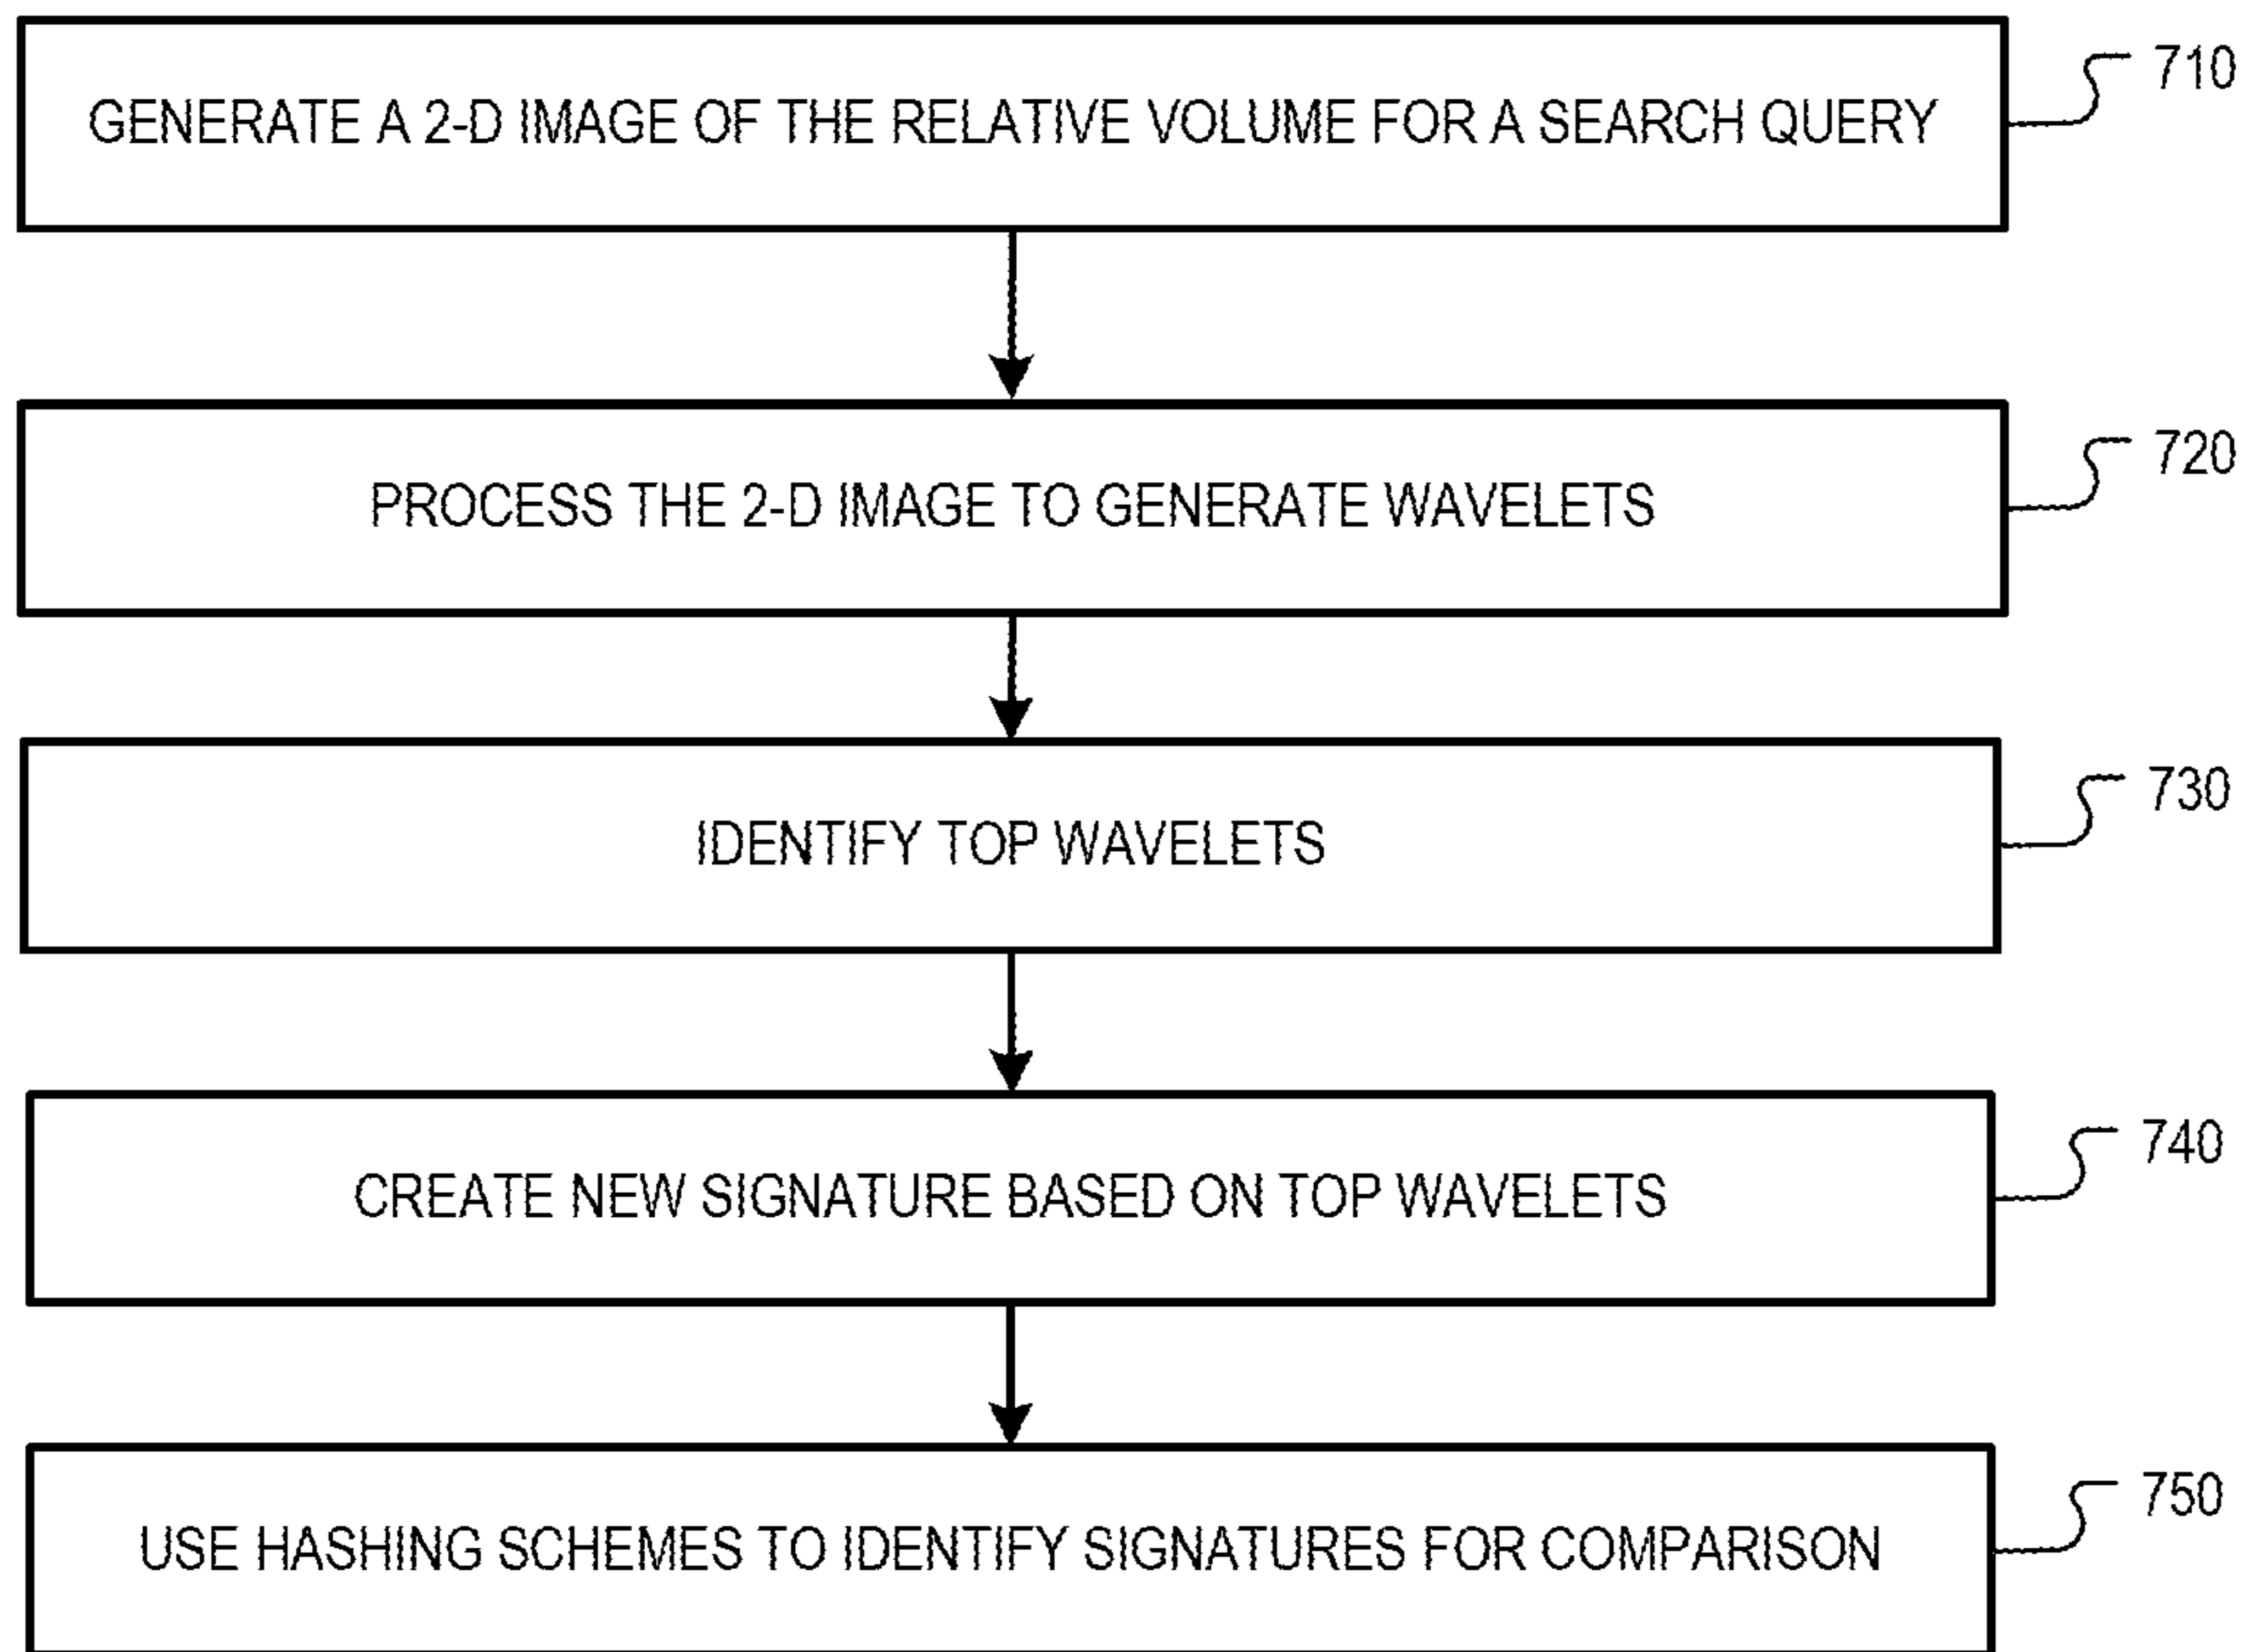 GENERATE A 2-D IMAGE OF THE RELATIVE VOLUME FOR A SEARCH QUERY
710
PROCESS THE 2-D IMAGE TO GENERATE WAVELETS
720
IDENTIFY TOP WAVELETS
730
CREATE NEW SIGNATURE BASED ON TOP WAVELETS
740
USE HASHING SCHEMES TO IDENTIFY SIGNATURES FOR COMPARISON
750